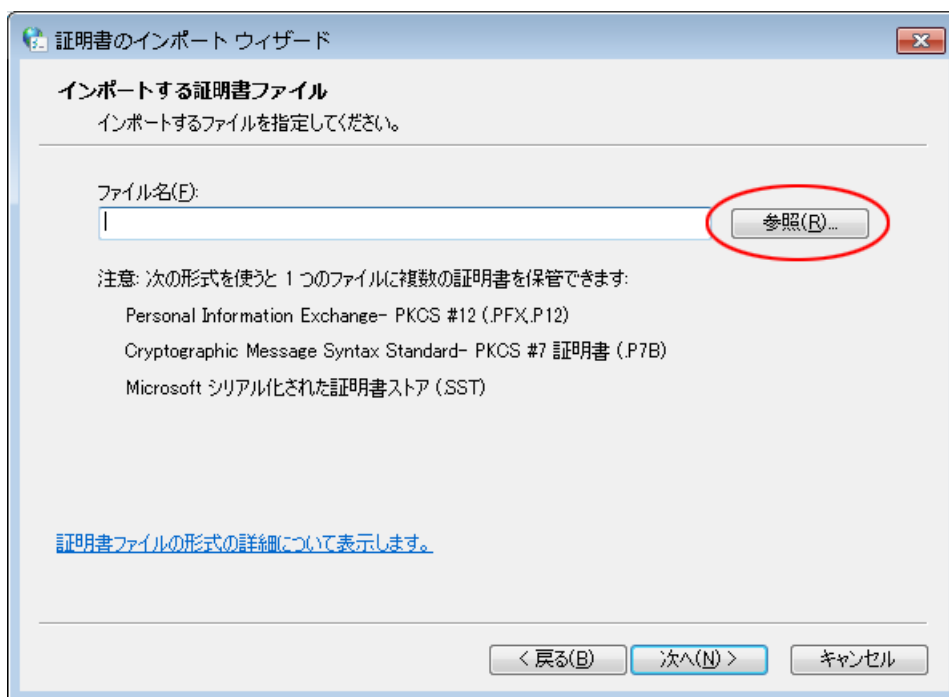 証明書のインポート ウィザード
インポートする証明書ファイル
インポートするファイルを指定してください。
ファイル名(F):
参照(R)...
注意: 次の形式を使うと 1 つのファイルに複数の証明書を保管できます:
Personal Information Exchange- PKCS #12 (.PFX,.P12)
Cryptographic Message Syntax Standard- PKCS #7 証明書 (.P7B)
Microsoft シリアル化された証明書ストア (.SST)
証明書ファイルの形式の詳細について表示します。
< 戻る(B) 次へ(N) > キャンセル